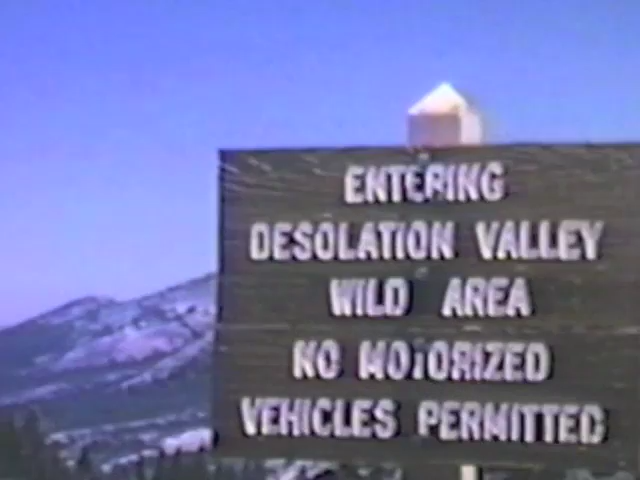 ENTERING
DESOLATION VALLEY
WILD AREA
NO MOTORIZED
VEHICLES PERMITTED